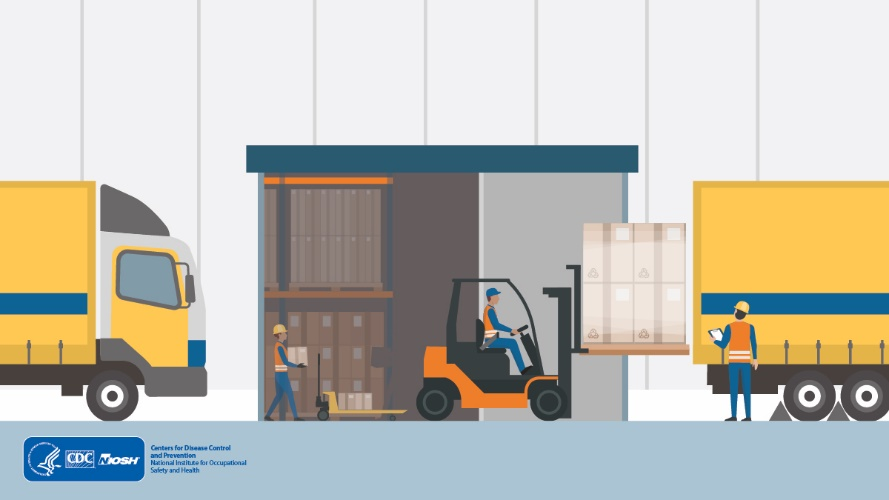 CDC
NIOSH
Centers for Disease Control
and Prevention
National Institute for Occupational
Safety and Health